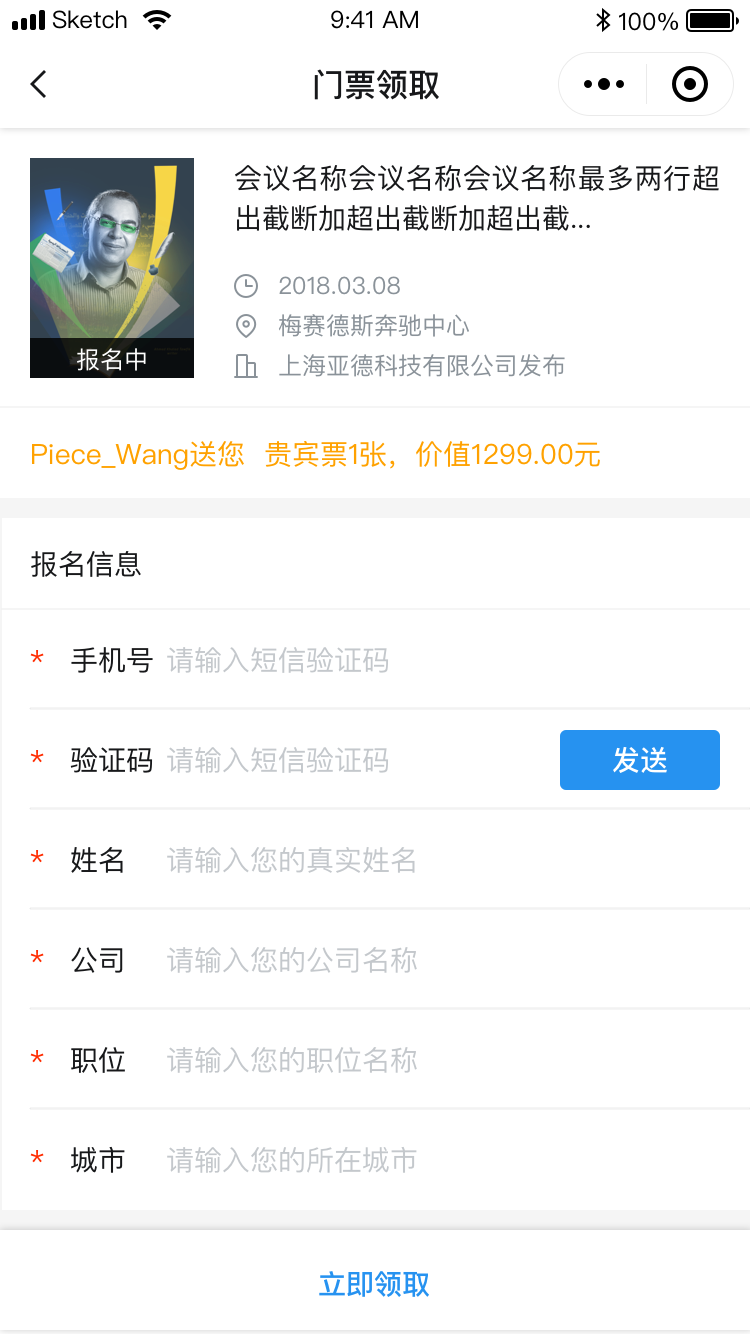 Sketch 9:41 AM 100%
门票领取
会议名称会议名称会议名称最多两行超
出截断加超出截断加超出截...
2018.03.08
梅赛德斯奔驰中心
上海亚德科技有限公司发布
报名中
Piece_Wang送您 贵宾票1张，价值1299.00元
报名信息
* 手机号 请输入短信验证码
* 验证码 请输入短信验证码 发送
* 姓名 请输入您的真实姓名
* 公司 请输入您的公司名称
* 职位 请输入您的职位名称
* 城市 请输入您的所在城市
立即领取